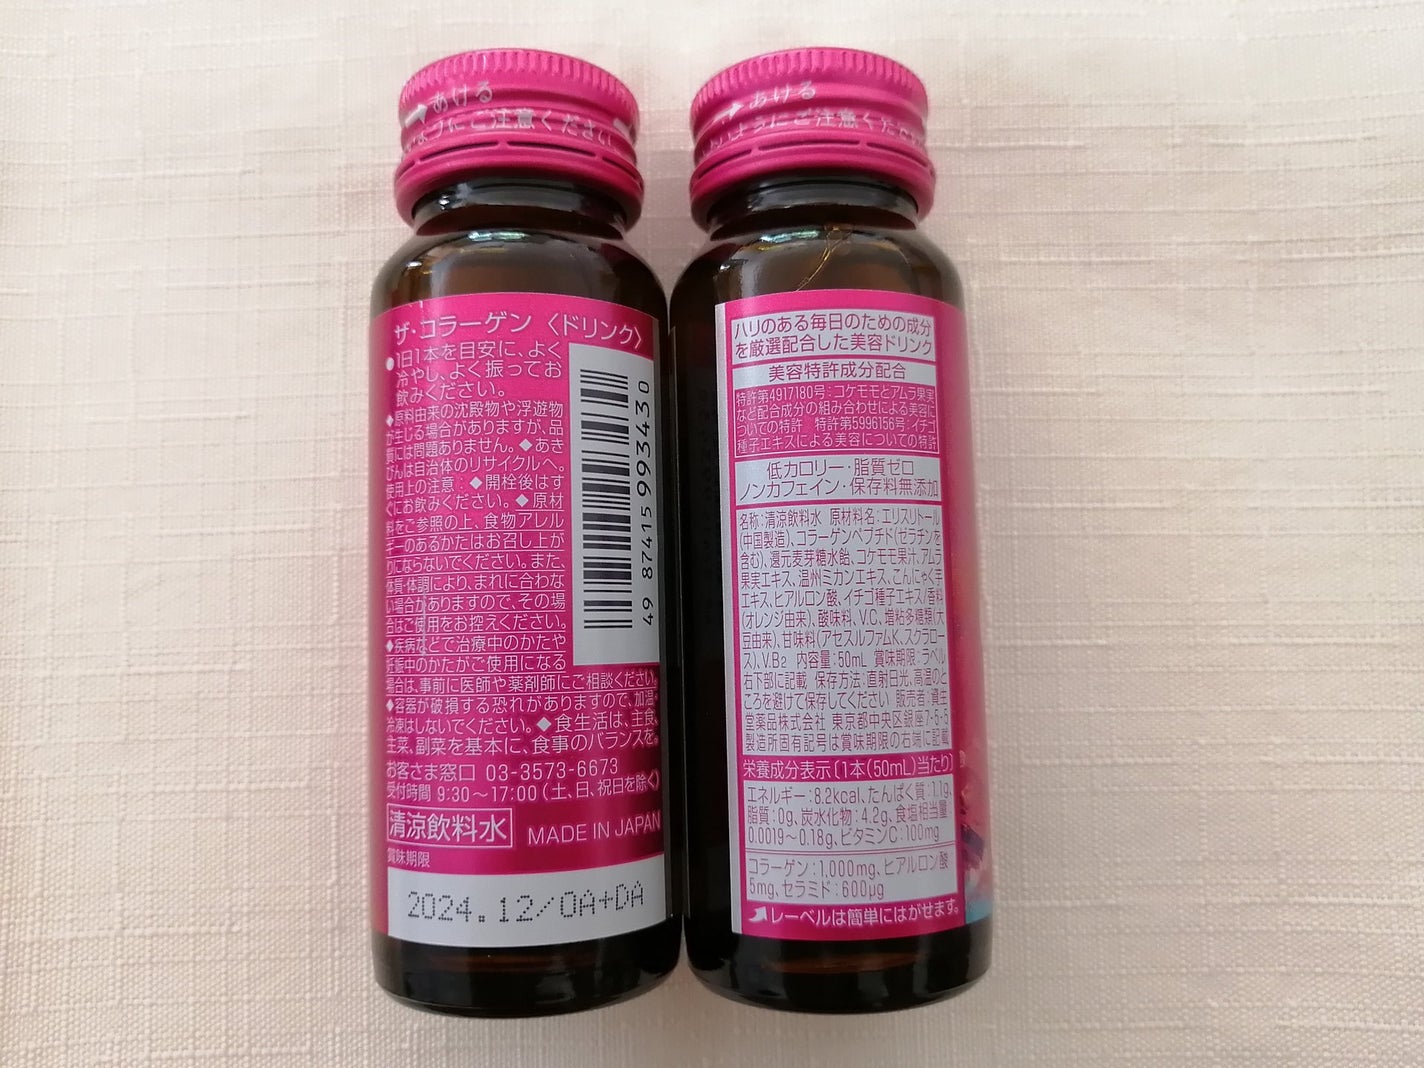 あける
ようにご注意ください
ザ・コラーゲン〈ドリンク〉
●1日1本を目安に、よく
冷やし、よく振ってお
飲みください。
◆原料由来の沈殿物や浮遊物
が生じる場合がありますが、品
質には問題ありません。◆あき
びんは自治体のリサイクルへ。
使用上の注意:◆開栓後はす
ぐにお飲みください。◆原材
料をご参照の上、食物アレル
ギーのあるかたはお召し上が
りにならないでください。また、
体質・体調により、まれに合わな
い場合がありますので、その場
合はご使用をお控えください。
◆疾病などで治療中のかたや
妊娠中のかたがご使用になる
場合は、事前に医師や薬剤師にご相談ください。
◆容器が破損する恐れがありますので、加温・
冷凍はしないでください。◆食生活は、主食、
主菜、副菜を基本に、食事のバランスを。
お客さま窓口 03-3573-6673
受付時間 9:30~17:00(土、日、祝日を除く)
清涼飲料水 MADE IN JAPAN
賞味期限
2024.12/OA+DA
49 87415 993430
あける
ようにご注意くださ
ハリのある毎日のための成分
を厳選配合した美容ドリンク
美容特許成分配合
特許第4917180号:コケモモとアムラ果実
など配合成分の組み合わせによる美容に
ついての特許 特許第5996156号:イチゴ
種子エキスによる美容についての特許
低カロリー・脂質ゼロ
ノンカフェイン・保存料無添加
名称:清涼飲料水 原材料名:エリスリトール
(中国製造)、コラーゲンペプチド(ゼラチンを
含む)、還元麦芽糖水飴、コケモモ果汁、アムラ
果実エキス、温州ミカンエキス、こんにゃく芋
エキス、ヒアルロン酸、イチゴ種子エキス/香料
(オレンジ由来)、酸味料、V.C、増粘多糖類(大
豆由来)、甘味料(アセスルファムK、スクラロー
ス)、V.B2 内容量:50mL 賞味期限:ラベル
右下部に記載 保存方法:直射日光、高温のと
ころを避けて保存してください 販売者:資生
堂薬品株式会社 東京都中央区銀座7-5-5
製造所固有記号は賞味期限の右端に記載
栄養成分表示〔1本(50mL)当たり〕
エネルギー:8.2kcal、たんぱく質:1.1g、
脂質:0g、炭水化物:4.2g、食塩相当量:
0.0019~0.18g、ビタミンC:100mg
コラーゲン:1,000mg、ヒアルロン酸:
5mg、セラミド:600μg
レーベルは簡単にはがせます。